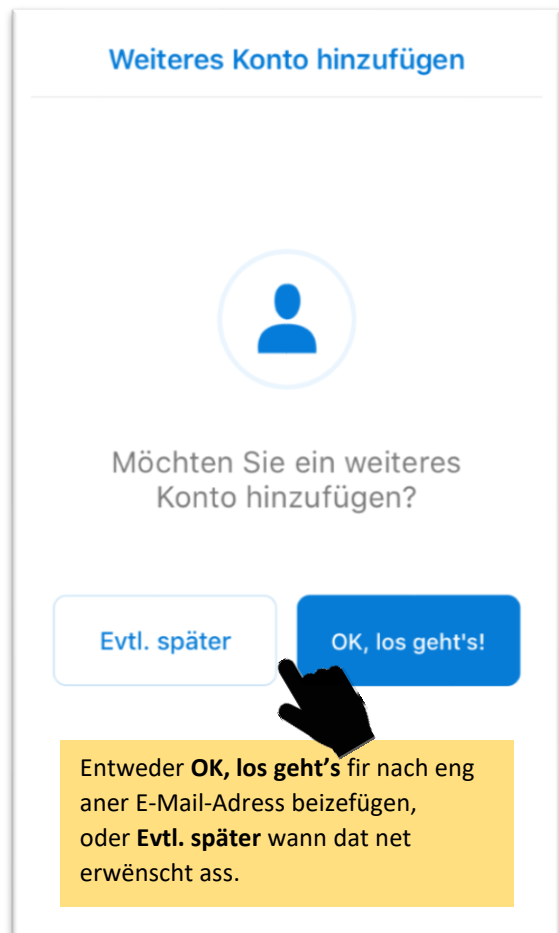 Weiteres Konto hinzufügen
Möchten Sie ein weiteres
Konto hinzufügen?
Evtl. später
OK, los geht's!
Entweder OK, los geht’s fir nach eng
aner E-Mail-Adress beizefügen,
oder Evtl. später wann dat net
erwënscht ass.